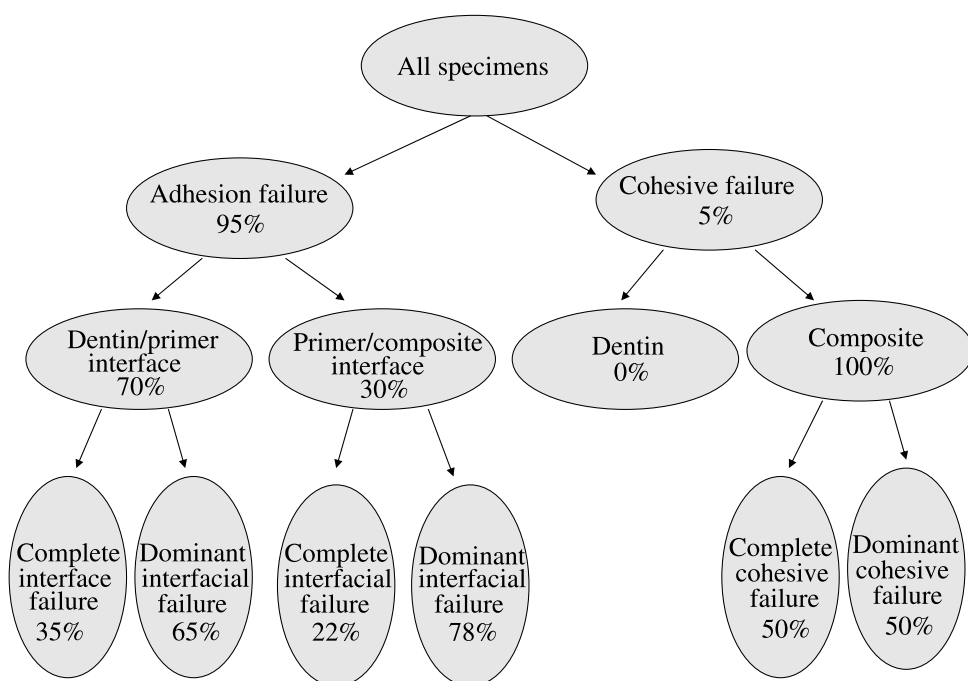 All specimens
Adhesion failure
95%
Cohesive failure
5%
Dentin/primer
interface
70%
Primer/composite
interface
30%
Dentin
0%
Composite
100%
Complete
interface
failure
35%
Dominant
interfacial
failure
65%
Complete
interfacial
failure
22%
Dominant
interfacial
failure
78%
Complete
cohesive
failure
50%
Dominant
cohesive
failure
50%